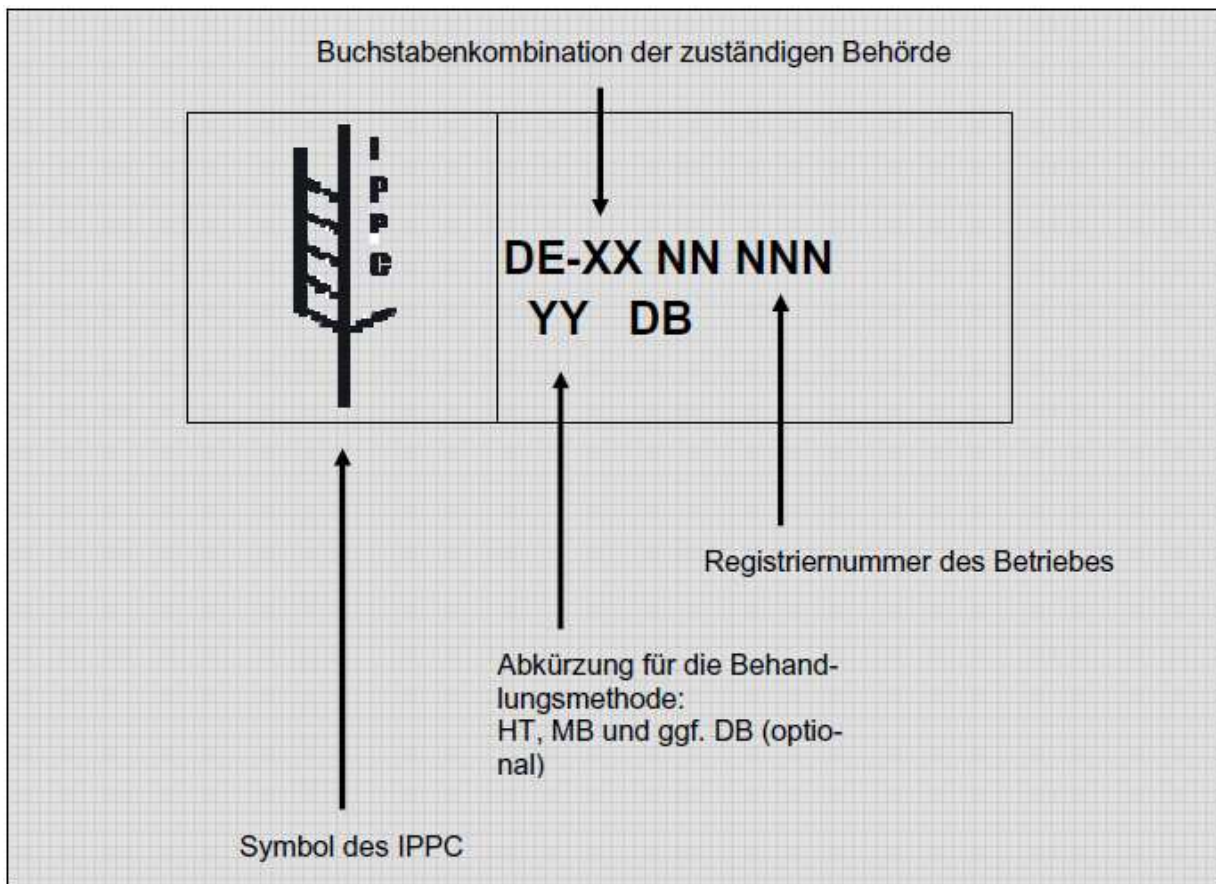 Buchstabenkombination der zuständigen Behörde
I
P
P
C
DE-XX NN NNN
YY DB
Registriernummer des Betriebes
Abkürzung für die Behand-
lungsmethode:
HT, MB und ggf. DB (optio-
nal)
Symbol des IPPC